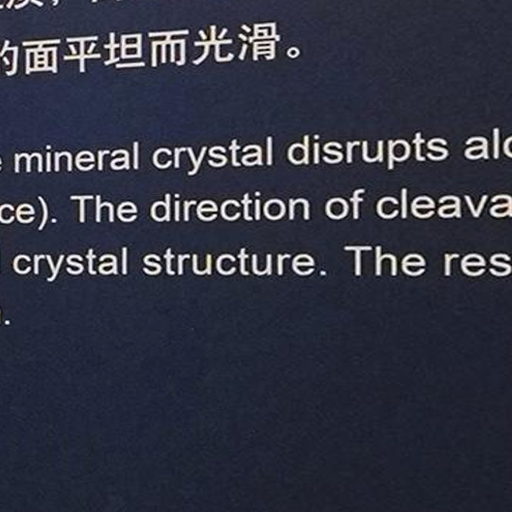 的面平坦而光滑。
mineral crystal disrupts alo
ce). The direction of cleava
crystal structure. The res
.